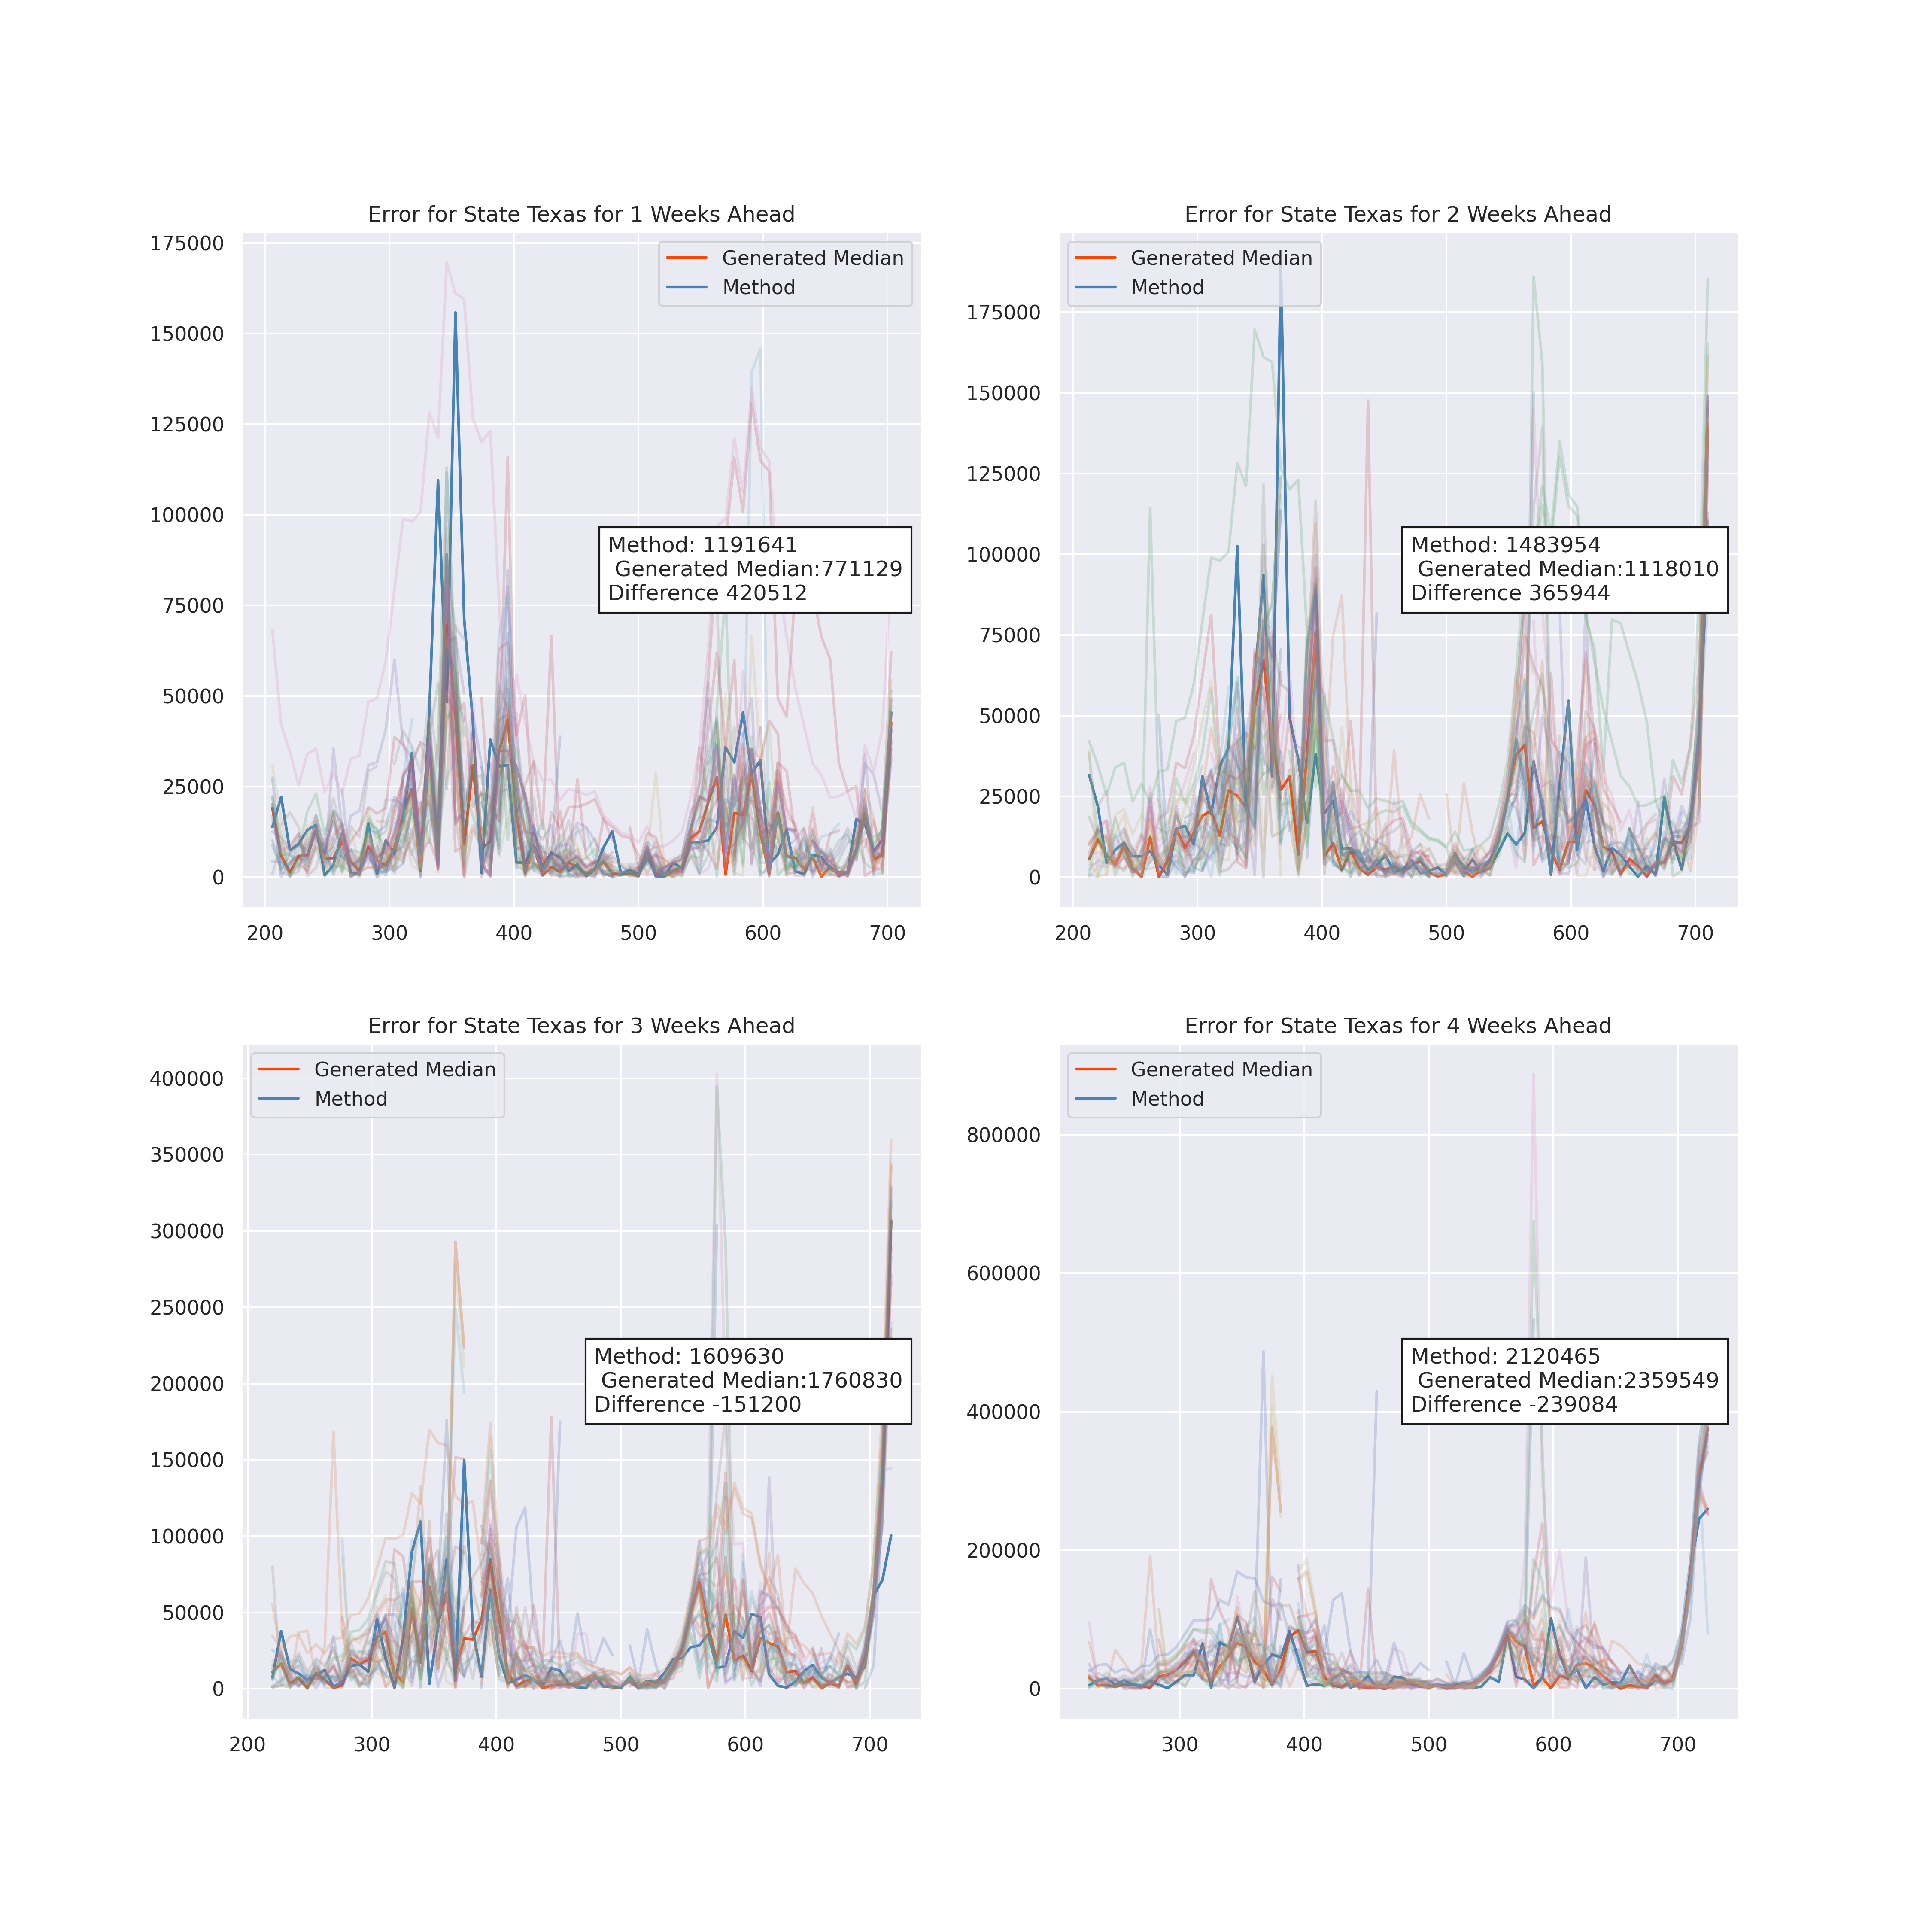 Error for State Texas for 1 Weeks Ahead
175000
150000
125000
100000
75000
50000
25000
0
200 300 400 500 600 700
Generated Median
Method
Method: 1191641
Generated Median:771129
Difference 420512
Error for State Texas for 2 Weeks Ahead
175000
150000
125000
100000
75000
50000
25000
0
200 300 400 500 600 700
Generated Median
Method
Method: 1483954
Generated Median:1118010
Difference 365944
Error for State Texas for 3 Weeks Ahead
400000
350000
300000
250000
200000
150000
100000
50000
0
200 300 400 500 600 700
Generated Median
Method
Method: 1609630
Generated Median:1760830
Difference -151200
Error for State Texas for 4 Weeks Ahead
800000
600000
400000
200000
0
300 400 500 600 700
Generated Median
Method
Method: 2120465
Generated Median:2359549
Difference -239084